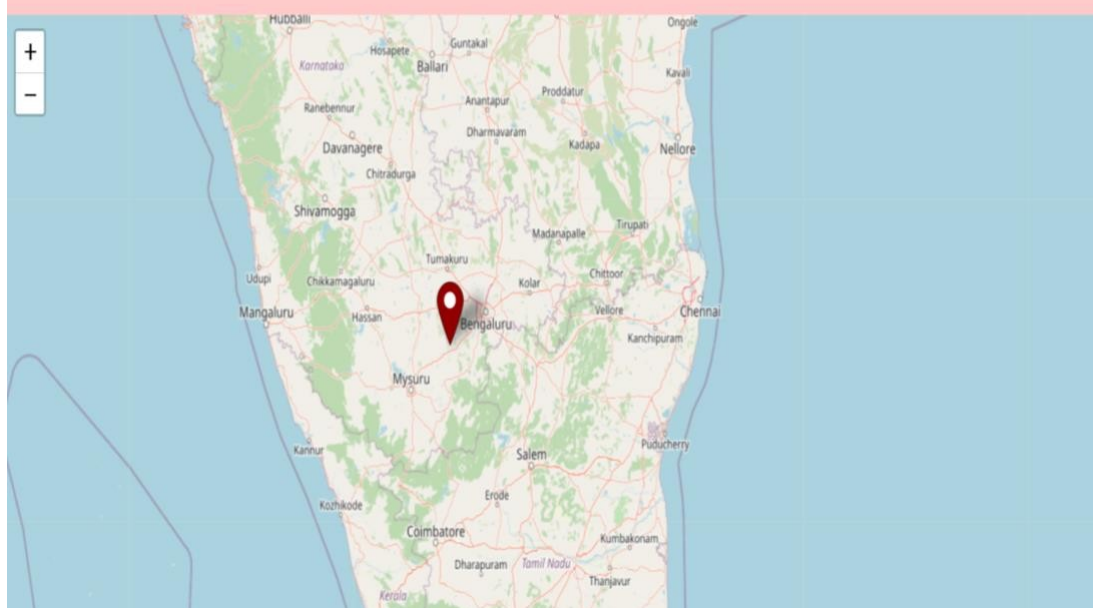 Hubballi
Ongole
+
Hosapete
Guntakal
Karnataka
Ballari
Kavali
−
Proddatur
Anantapur
Ranebennur
Dharmavaram
Davanagere
Kadapa
Nellore
Chitradurga
Shivamogga
Tirupati
Madanapalle
Tumakuru
Udupi
Chikkamagaluru
Kolar
Chittoor
Mangaluru
Hassan
Bengaluru
Vellore
Chennai
Kanchipuram
Mysuru
Kannur
Puducherry
Salem
Kozhikode
Erode
Coimbatore
Kumbakonam
Dharapuram
Tamil Nadu
Thanjavur
Kerala